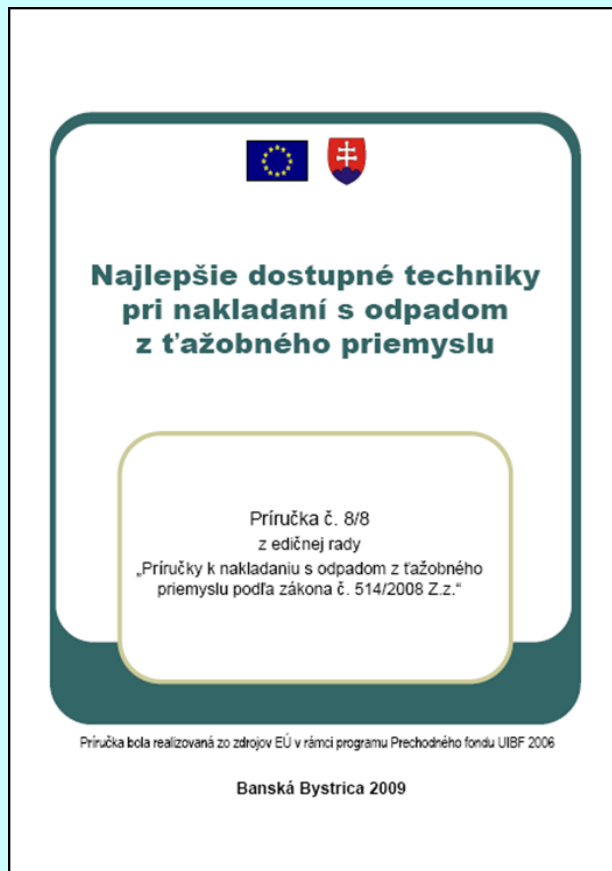 Najlepšie dostupné techniky
pri nakladaní s odpadom
z ťažobného priemyslu
Príručka č. 8/8
z edičnej rady
„Príručky k nakladaniu s odpadom z ťažobného
priemyslu podľa zákona č. 514/2008 Z.z.“
Príručka bola realizovaná zo zdrojov EÚ v rámci programu Prechodného fondu UIBF 2006
Banská Bystrica 2009